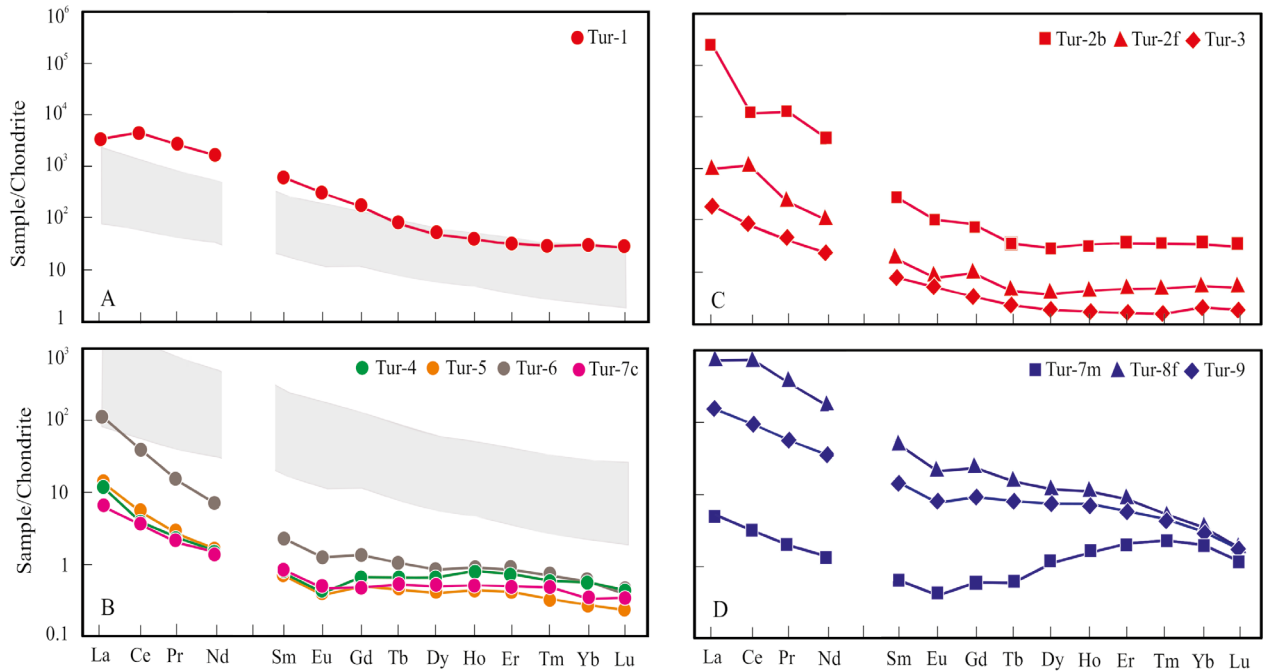 10⁶
10⁵
10⁴
10³
10²
10
1
Sample/Chondrite
Tur-1
A
Tur-2b Tur-2f Tur-3
C
10³
10²
10
1
0.1
Sample/Chondrite
Tur-4 Tur-5 Tur-6 Tur-7c
B
Tur-7m Tur-8f Tur-9
D
La Ce Pr Nd Sm Eu Gd Tb Dy Ho Er Tm Yb Lu
La Ce Pr Nd Sm Eu Gd Tb Dy Ho Er Tm Yb Lu